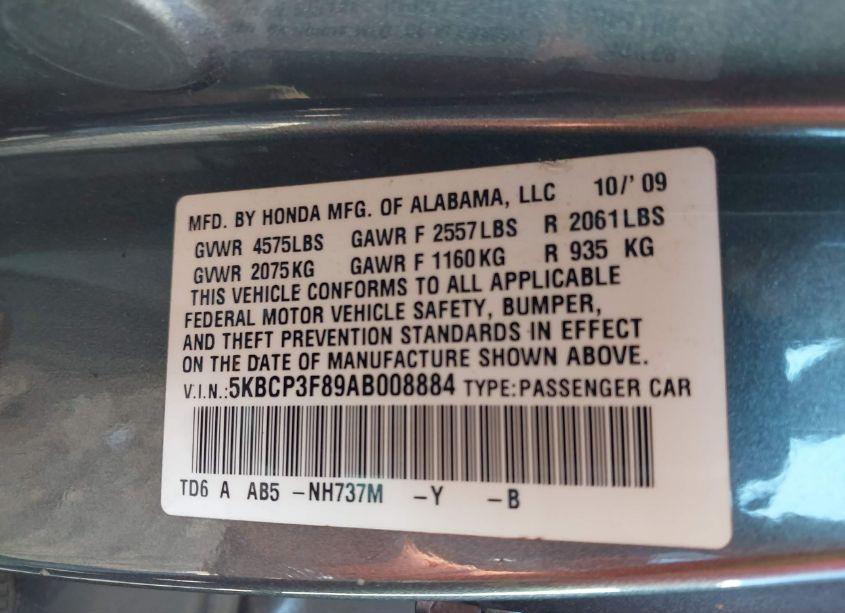 MFD. BY HONDA MFG. OF ALABAMA, LLC 10/'09
GVWR 4575LBS GAWR F 2557LBS R 2061LBS
GVWR 2075KG GAWR F 1160KG R 935 KG
THIS VEHICLE CONFORMS TO ALL APPLICABLE
FEDERAL MOTOR VEHICLE SAFETY, BUMPER,
AND THEFT PREVENTION STANDARDS IN EFFECT
ON THE DATE OF MANUFACTURE SHOWN ABOVE.
V.I.N.:5KBCP3F89AB008884 TYPE:PASSENGER CAR
TD6 A AB5 -NH737M -Y -B